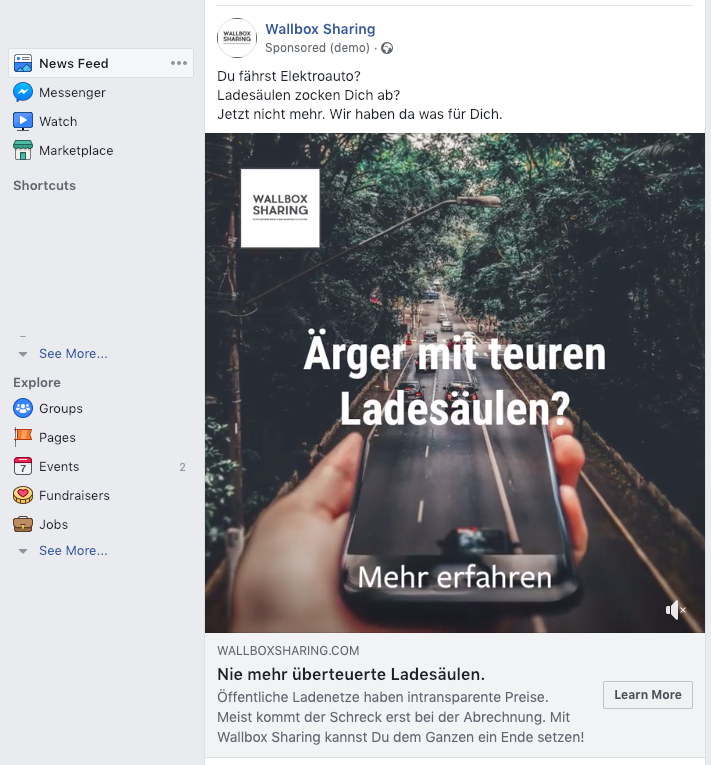 News Feed
Messenger
Watch
Marketplace
Shortcuts
See More...
Explore
Groups
Pages
7
Events
2
Fundraisers
Jobs
See More...
WALLBOX
SHARING
Wallbox Sharing
Sponsored (demo) ·
Du fährst Elektroauto?
Ladesäulen zocken Dich ab?
Jetzt nicht mehr. Wir haben da was für Dich.
WALLBOX
SHARING
Ärger mit teuren
Ladesäulen?
Mehr erfahren
WALLBOXSHARING.COM
Nie mehr überteuerte Ladesäulen.
Öffentliche Ladenetze haben intransparente Preise.
Meist kommt der Schreck erst bei der Abrechnung. Mit
Wallbox Sharing kannst Du dem Ganzen ein Ende setzen!
Learn More